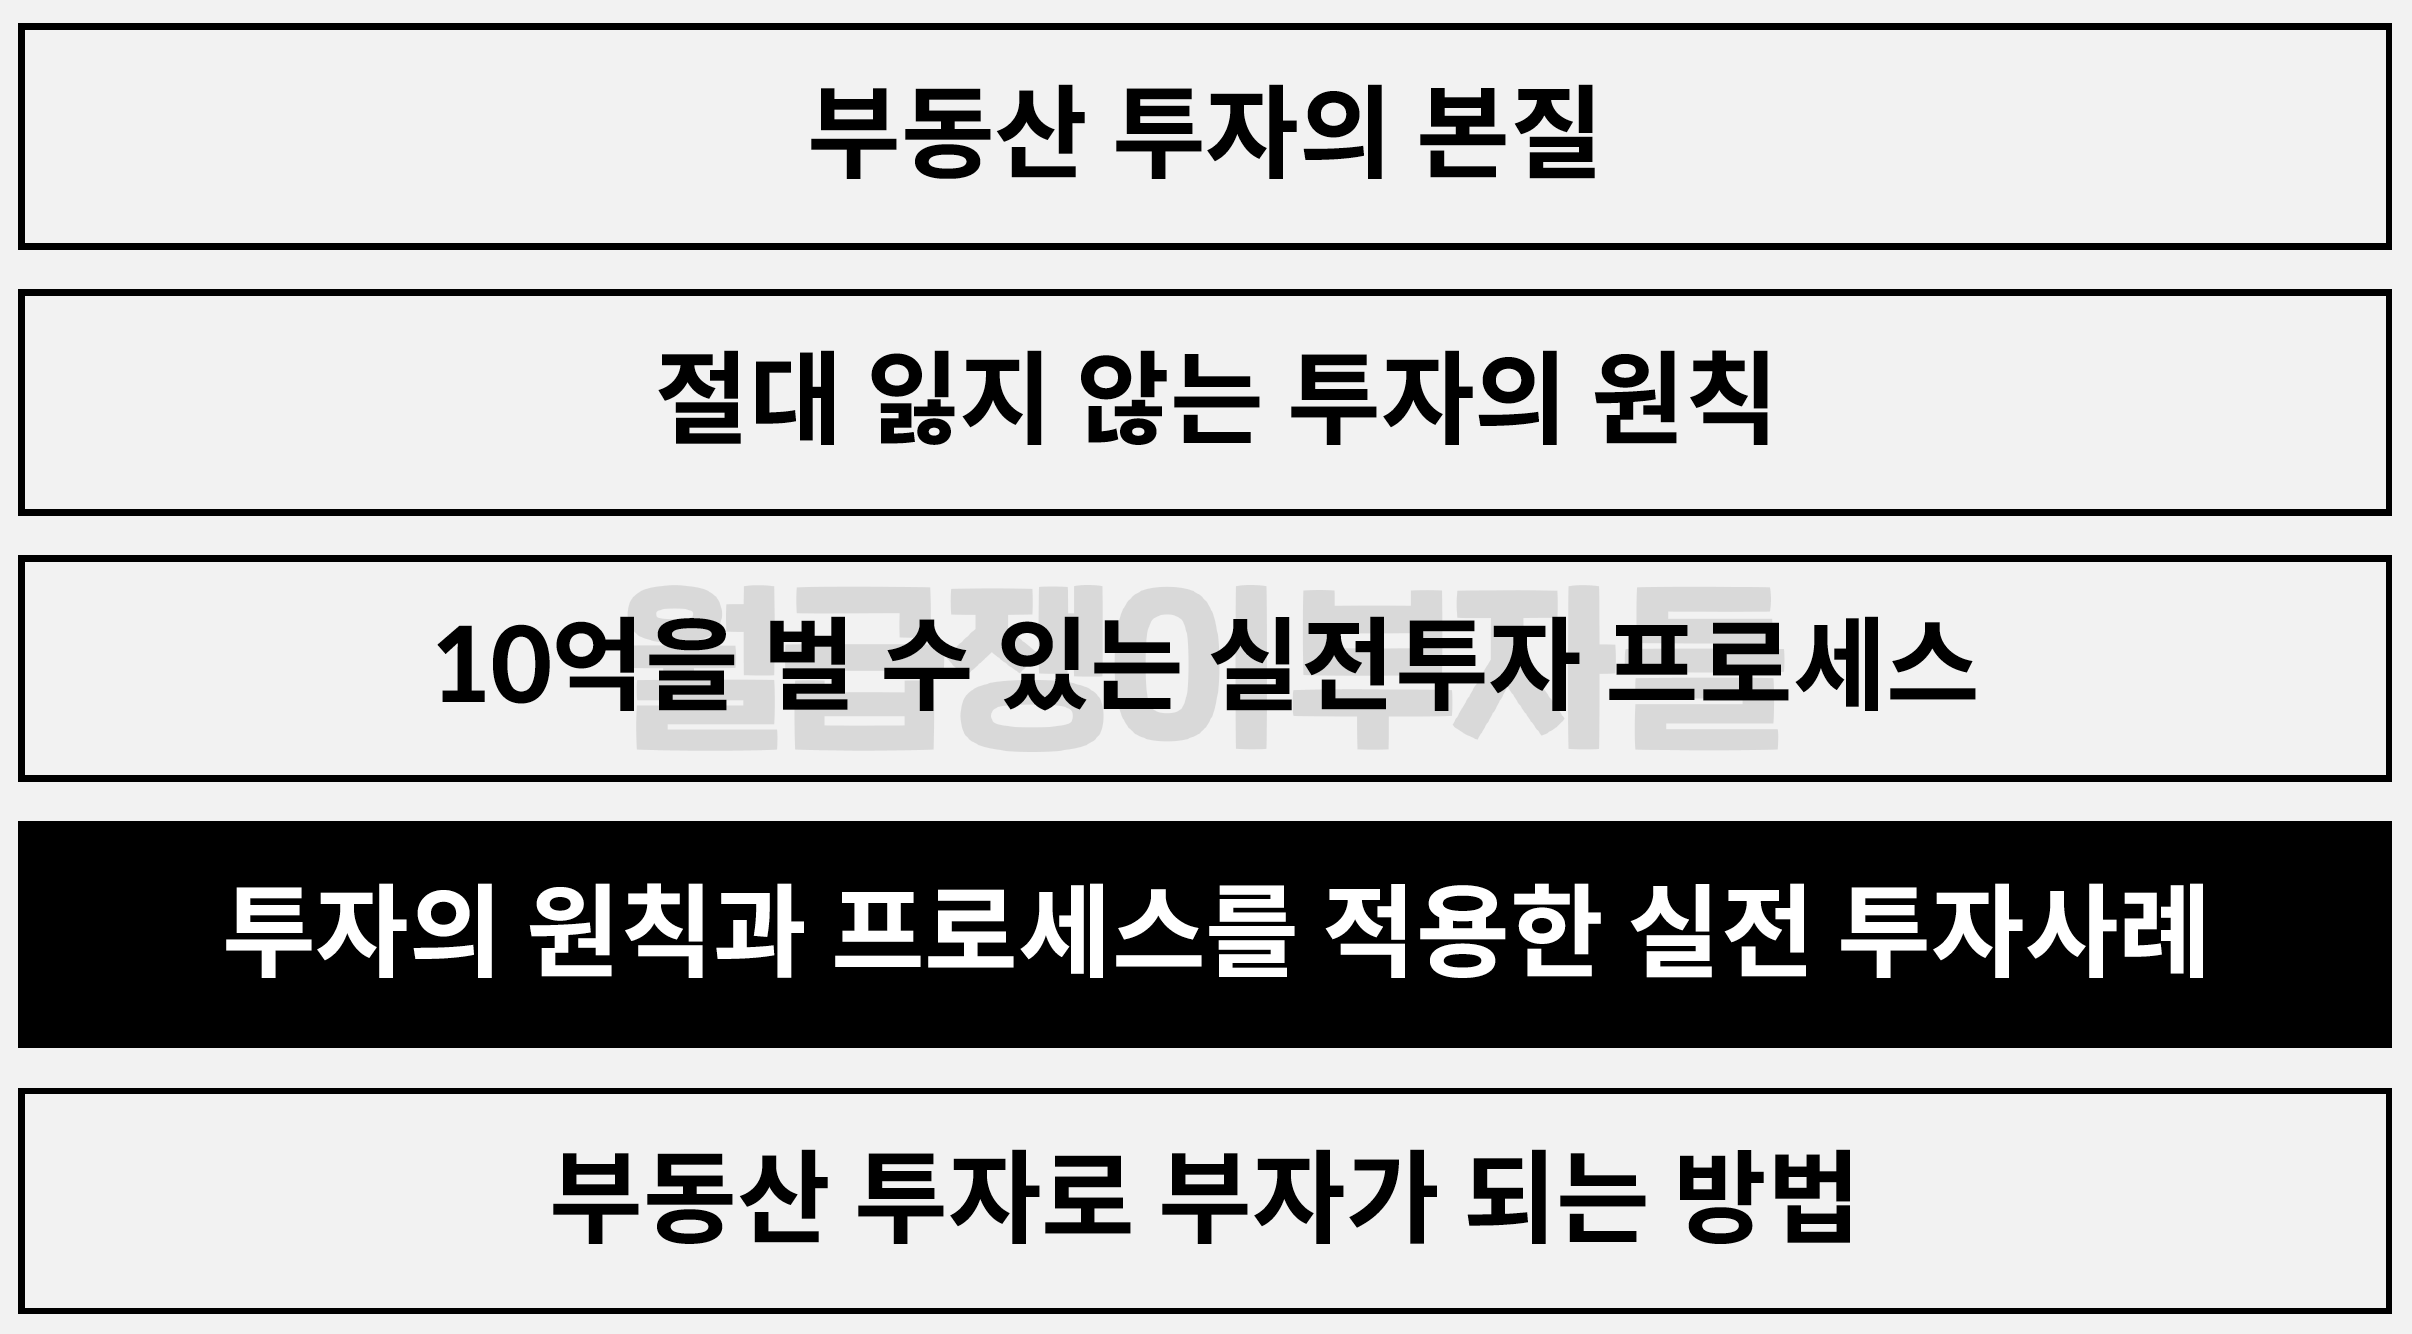 부동산 투자의 본질
절대 잃지 않는 투자의 원칙
월급쟁이부자들
10억을 벌 수 있는 실전투자 프로세스
투자의 원칙과 프로세스를 적용한 실전 투자사례
부동산 투자로 부자가 되는 방법